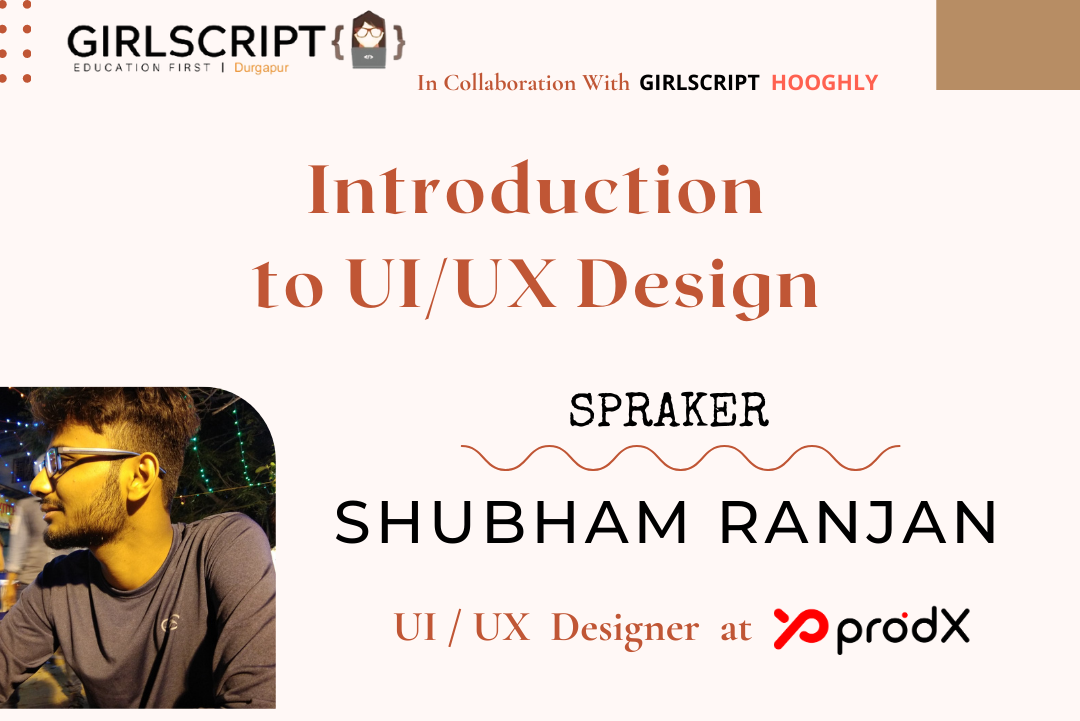 GIRLSCRIPT
EDUCATION FIRST | Durgapur
In Collaboration With GIRLSCRIPT HOOGHLY
Introduction
to UI/UX Design
SPRAKER
SHUBHAM RANJAN
UI / UX Designer at prodX